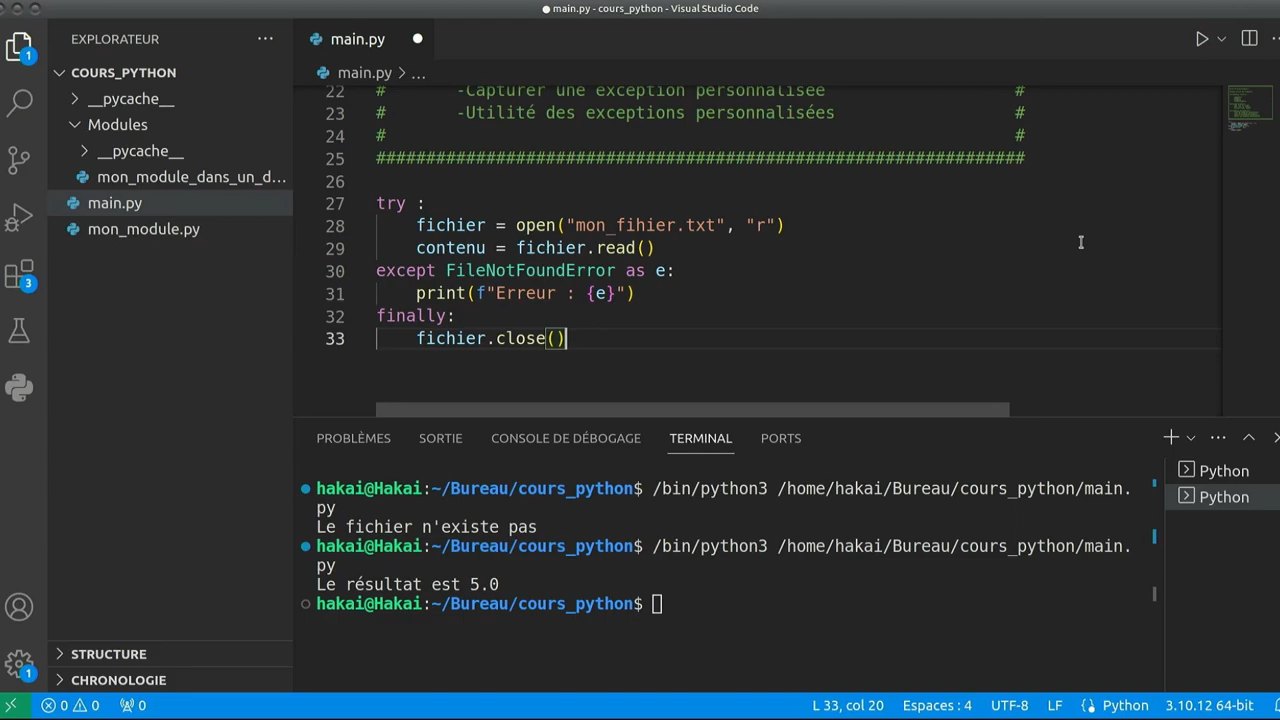 main.py - cours_python - Visual Studio Code
EXPLORATEUR
COURS_PYTHON
__pycache__
Modules
__pycache__
mon_module_dans_un_d...
main.py
mon_module.py
STRUCTURE
CHRONOLOGIE
1
3
1
main.py
main.py > ...
22 # -Capturer une exception personnalisée #
23 # -Utilité des exceptions personnalisées #
24 # #
25 #################################################################
26
27 try :
28 fichier = open("mon_fihier.txt", "r")
29 contenu = fichier.read()
30 except FileNotFoundError as e:
31 print(f"Erreur : {e}")
32 finally:
33 fichier.close()
PROBLÈMES SORTIE CONSOLE DE DÉBOGAGE TERMINAL PORTS
hakai@Hakai:~/Bureau/cours_python$ /bin/python3 /home/hakai/Bureau/cours_python/main.
py
Le fichier n'existe pas
hakai@Hakai:~/Bureau/cours_python$ /bin/python3 /home/hakai/Bureau/cours_python/main.
py
Le résultat est 5.0
hakai@Hakai:~/Bureau/cours_python$
Python
Python
0 0 0 L 33, col 20 Espaces : 4 UTF-8 LF Python 3.10.12 64-bit